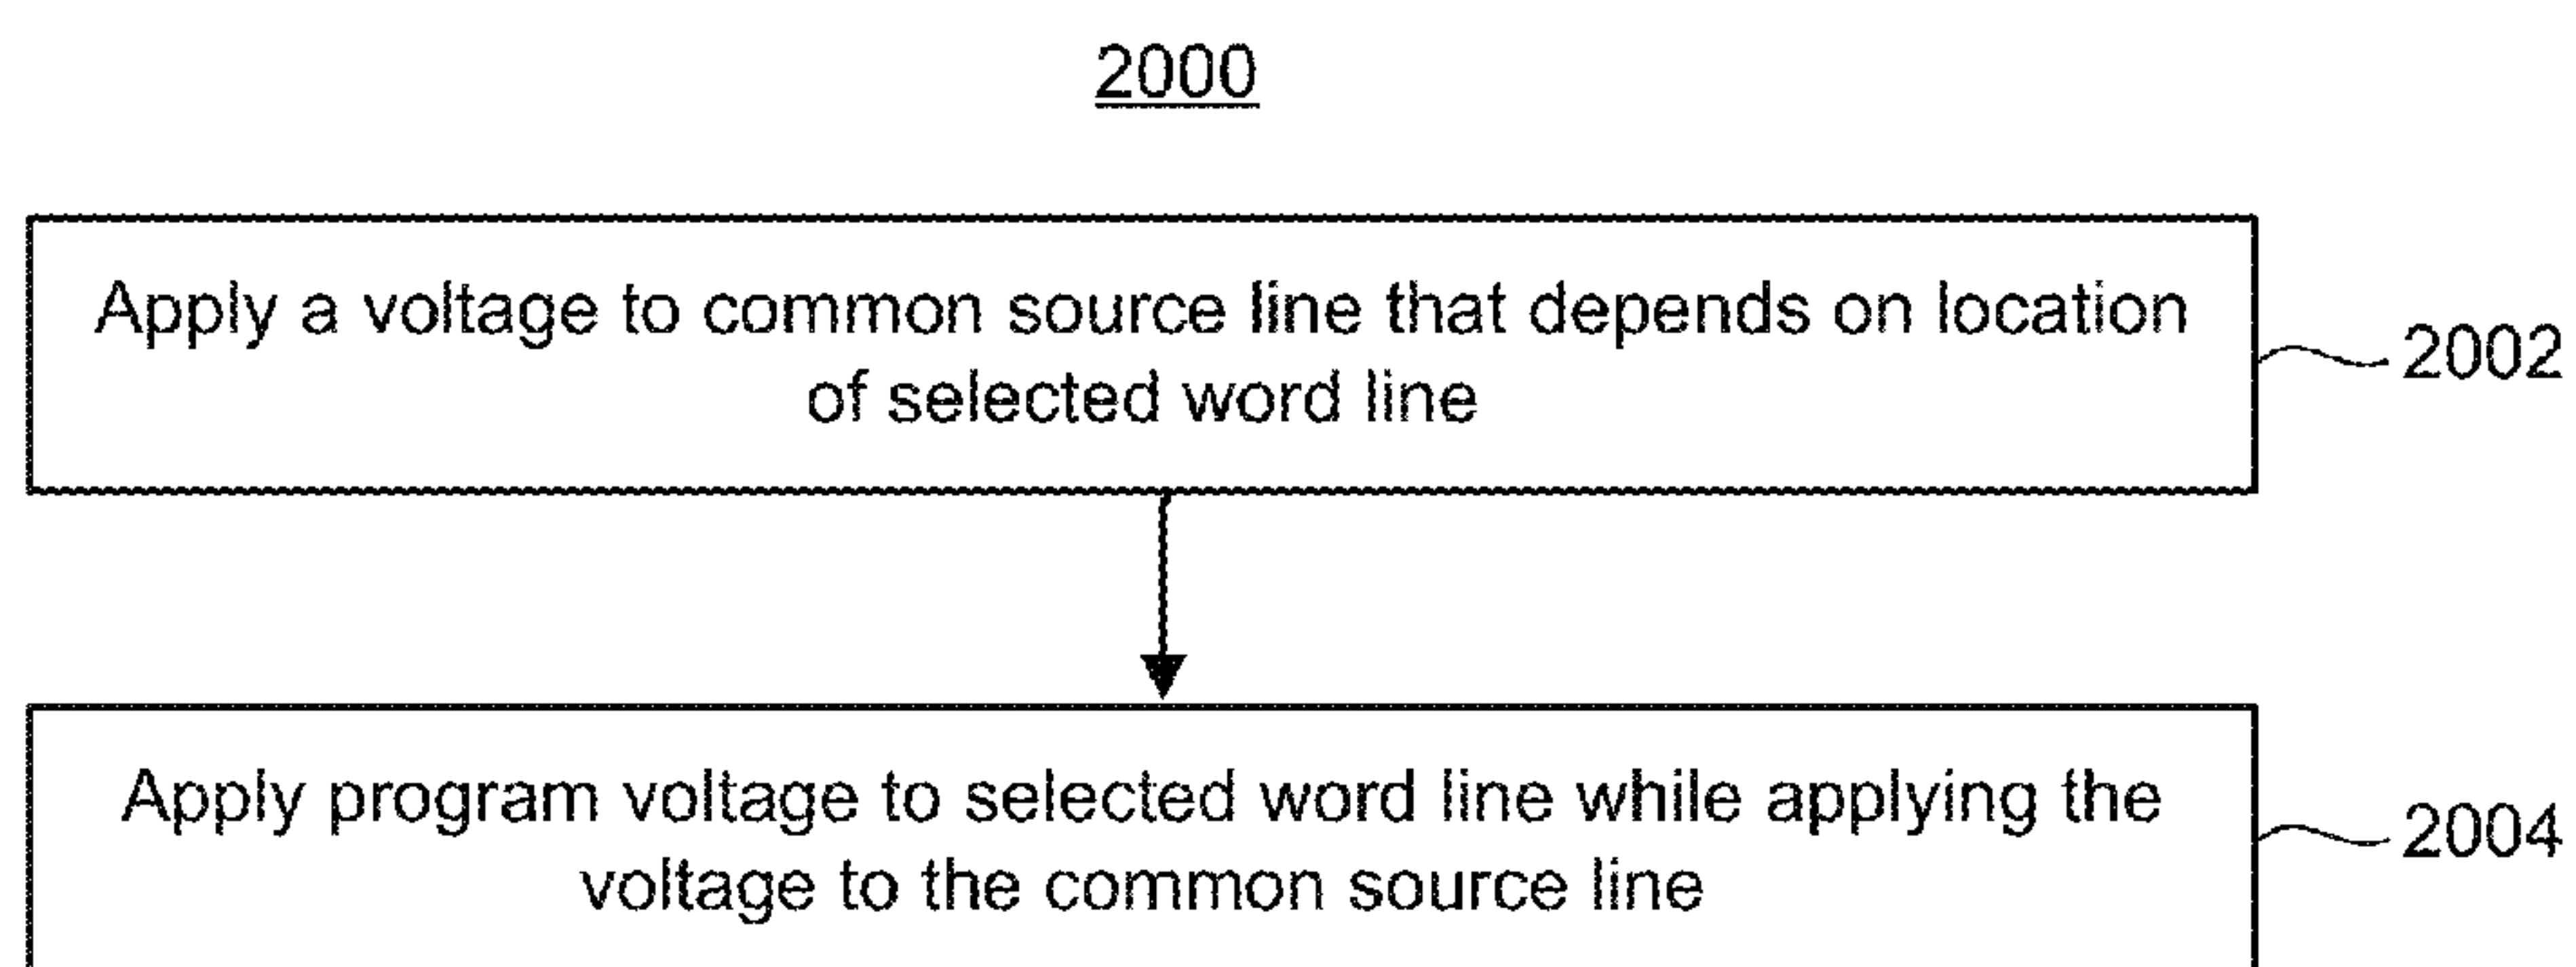 2000
Apply a voltage to common source line that depends on location
of selected word line
2002
Apply program voltage to selected word line while applying the
voltage to the common source line
2004